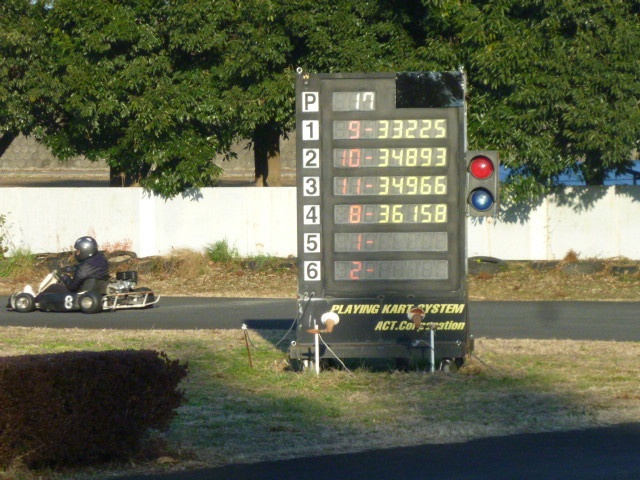 P 17
1 9-33225
2 10-34893
3 11-34966
4 8-36158
5 1-
6 2-
PLAYING KART SYSTEM
ACT.Corporation
8